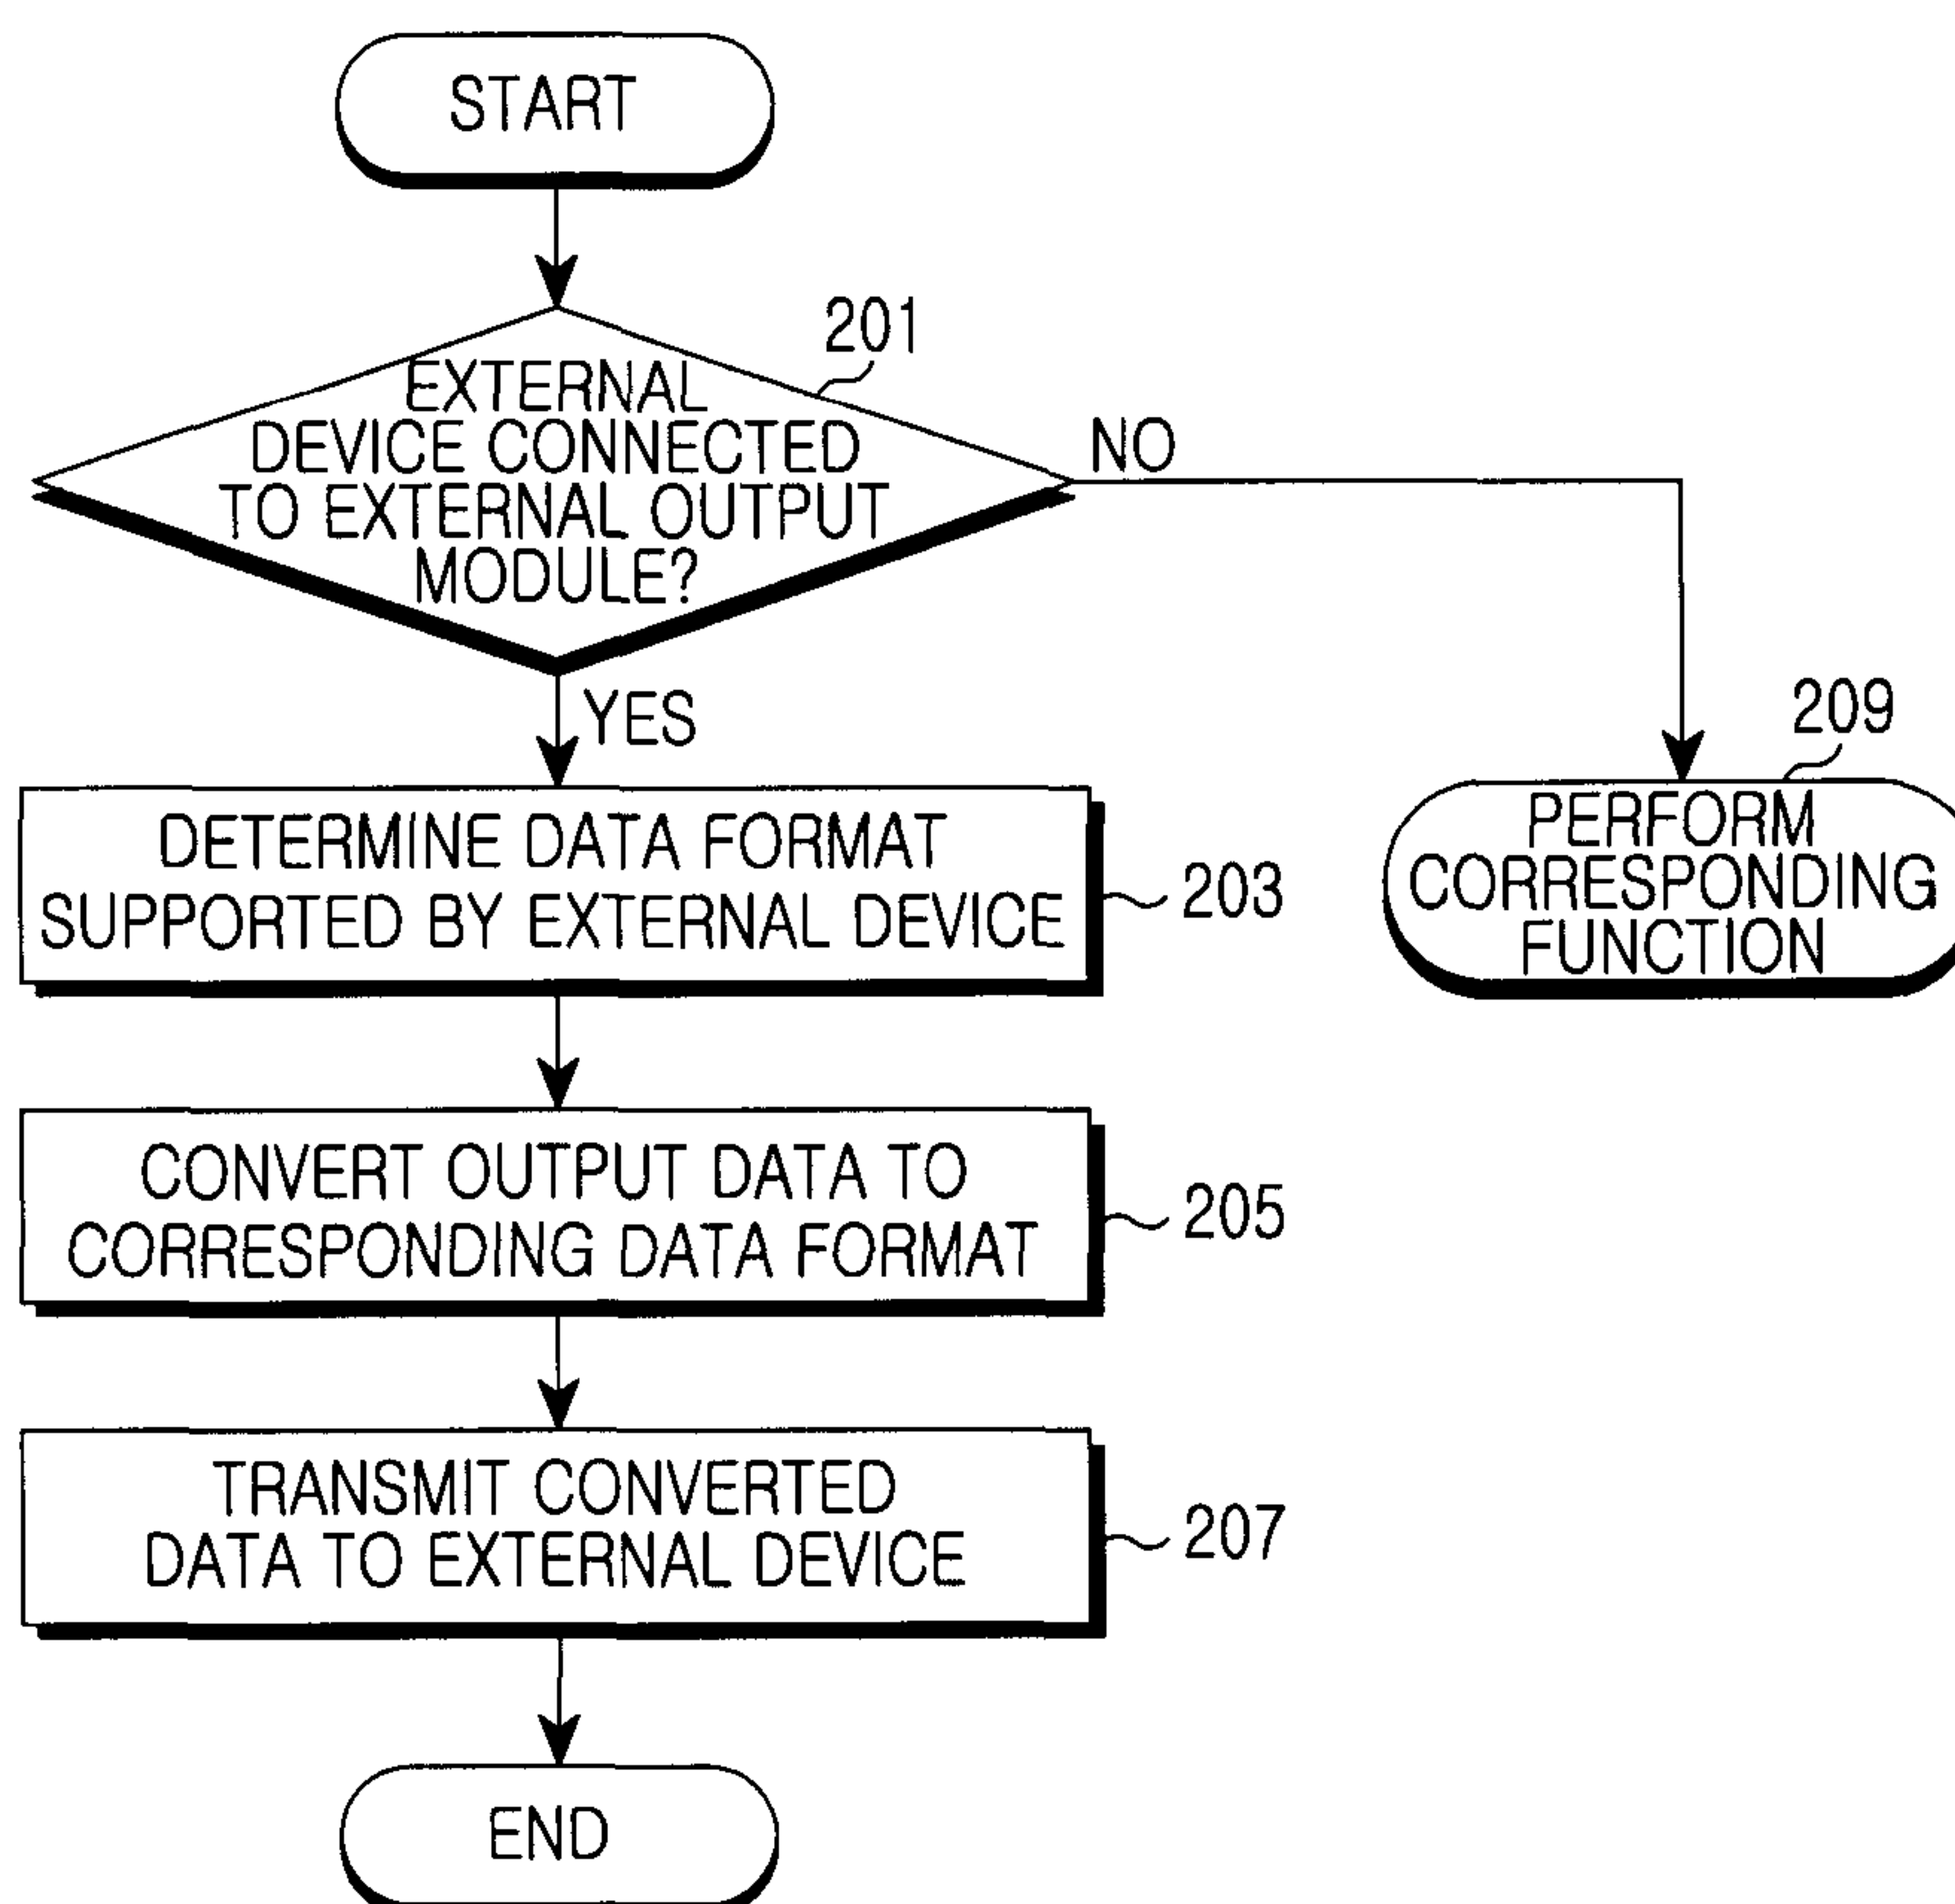 START
201
EXTERNAL
DEVICE CONNECTED
TO EXTERNAL OUTPUT
MODULE?
NO
YES
209
PERFORM
CORRESPONDING
FUNCTION
DETERMINE DATA FORMAT
SUPPORTED BY EXTERNAL DEVICE
203
CONVERT OUTPUT DATA TO
CORRESPONDING DATA FORMAT
205
TRANSMIT CONVERTED
DATA TO EXTERNAL DEVICE
207
END